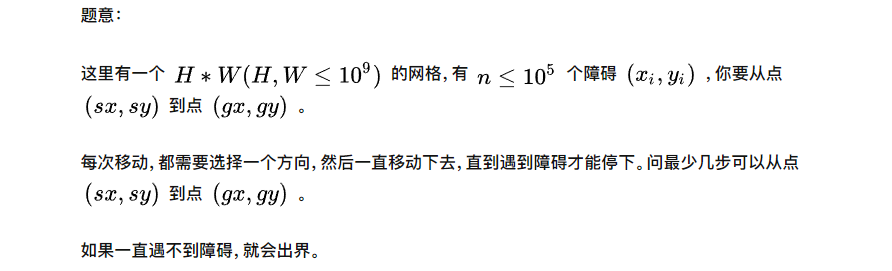 题意：
这里有一个 H * W(H, W ≤ 10^9) 的网格，有 n ≤ 10^5 个障碍 (x_i, y_i) ，你要从点
(sx, sy) 到点 (gx, gy) 。
每次移动，都需要选择一个方向，然后一直移动下去，直到遇到障碍才能停下。问最少几步可以从点
(sx, sy) 到点 (gx, gy) 。
如果一直遇不到障碍，就会出界。